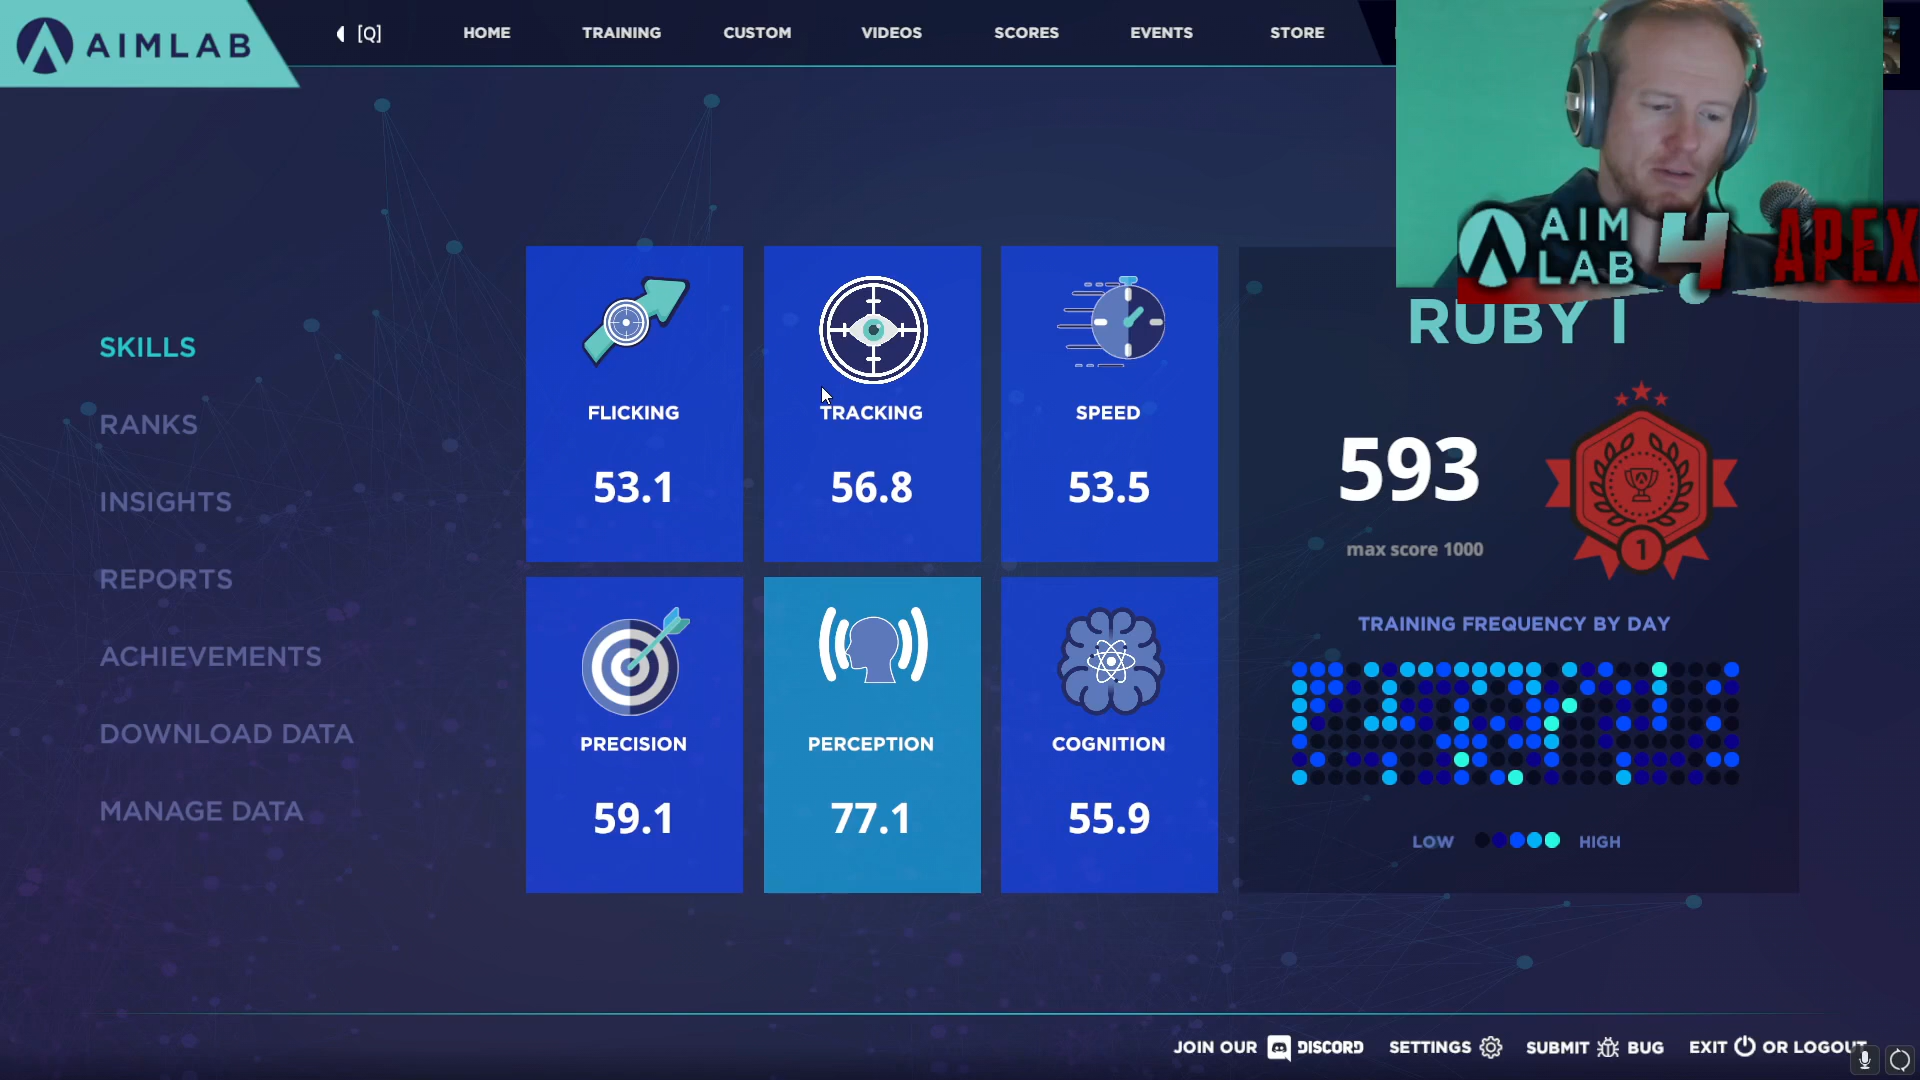 AIMLAB
[Q]
HOME
TRAINING
CUSTOM
VIDEOS
SCORES
EVENTS
STORE
AIM
LAB
4
APEX
SKILLS
RANKS
INSIGHTS
REPORTS
ACHIEVEMENTS
DOWNLOAD DATA
MANAGE DATA
FLICKING
53.1
TRACKING
56.8
SPEED
53.5
PRECISION
59.1
PERCEPTION
77.1
COGNITION
55.9
RUBY I
593
max score 1000
1
TRAINING FREQUENCY BY DAY
LOW
HIGH
JOIN OUR DISCORD
SETTINGS
SUBMIT BUG
EXIT OR LOGOUT